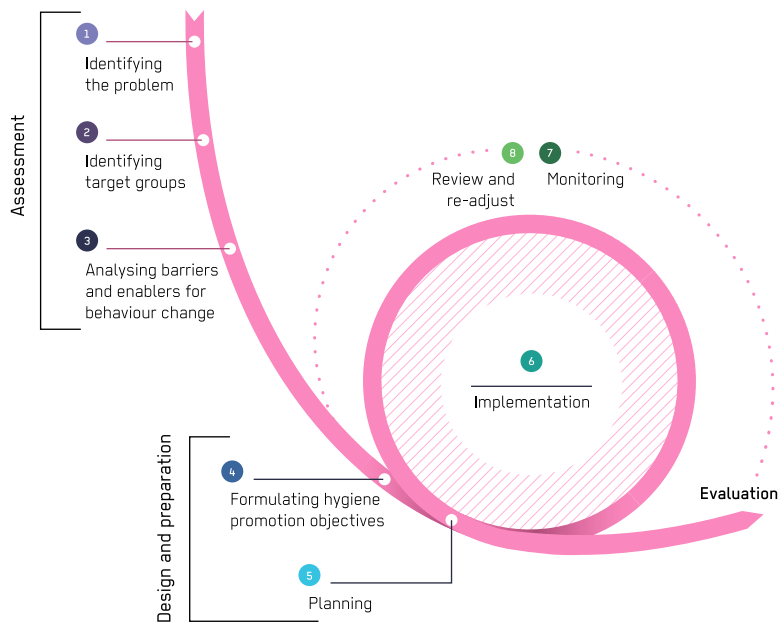 Assessment
1
Identifying
the problem
2
Identifying
target groups
3
Analysing barriers
and enablers for
behaviour change
Design and preparation
4
Formulating hygiene
promotion objectives
5
Planning
6
Implementation
7
Monitoring
8
Review and
re-adjust
Evaluation